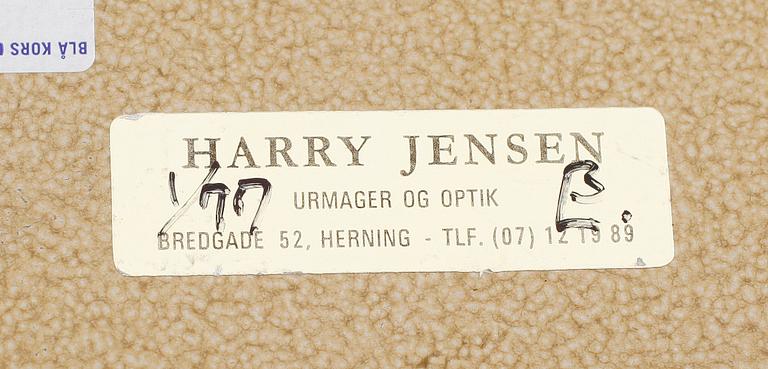 BLÅ KORS
HARRY JENSEN
1/77 URMAGER OG OPTIK B.
BREDGADE 52, HERNING - TLF. (07) 12 19 89